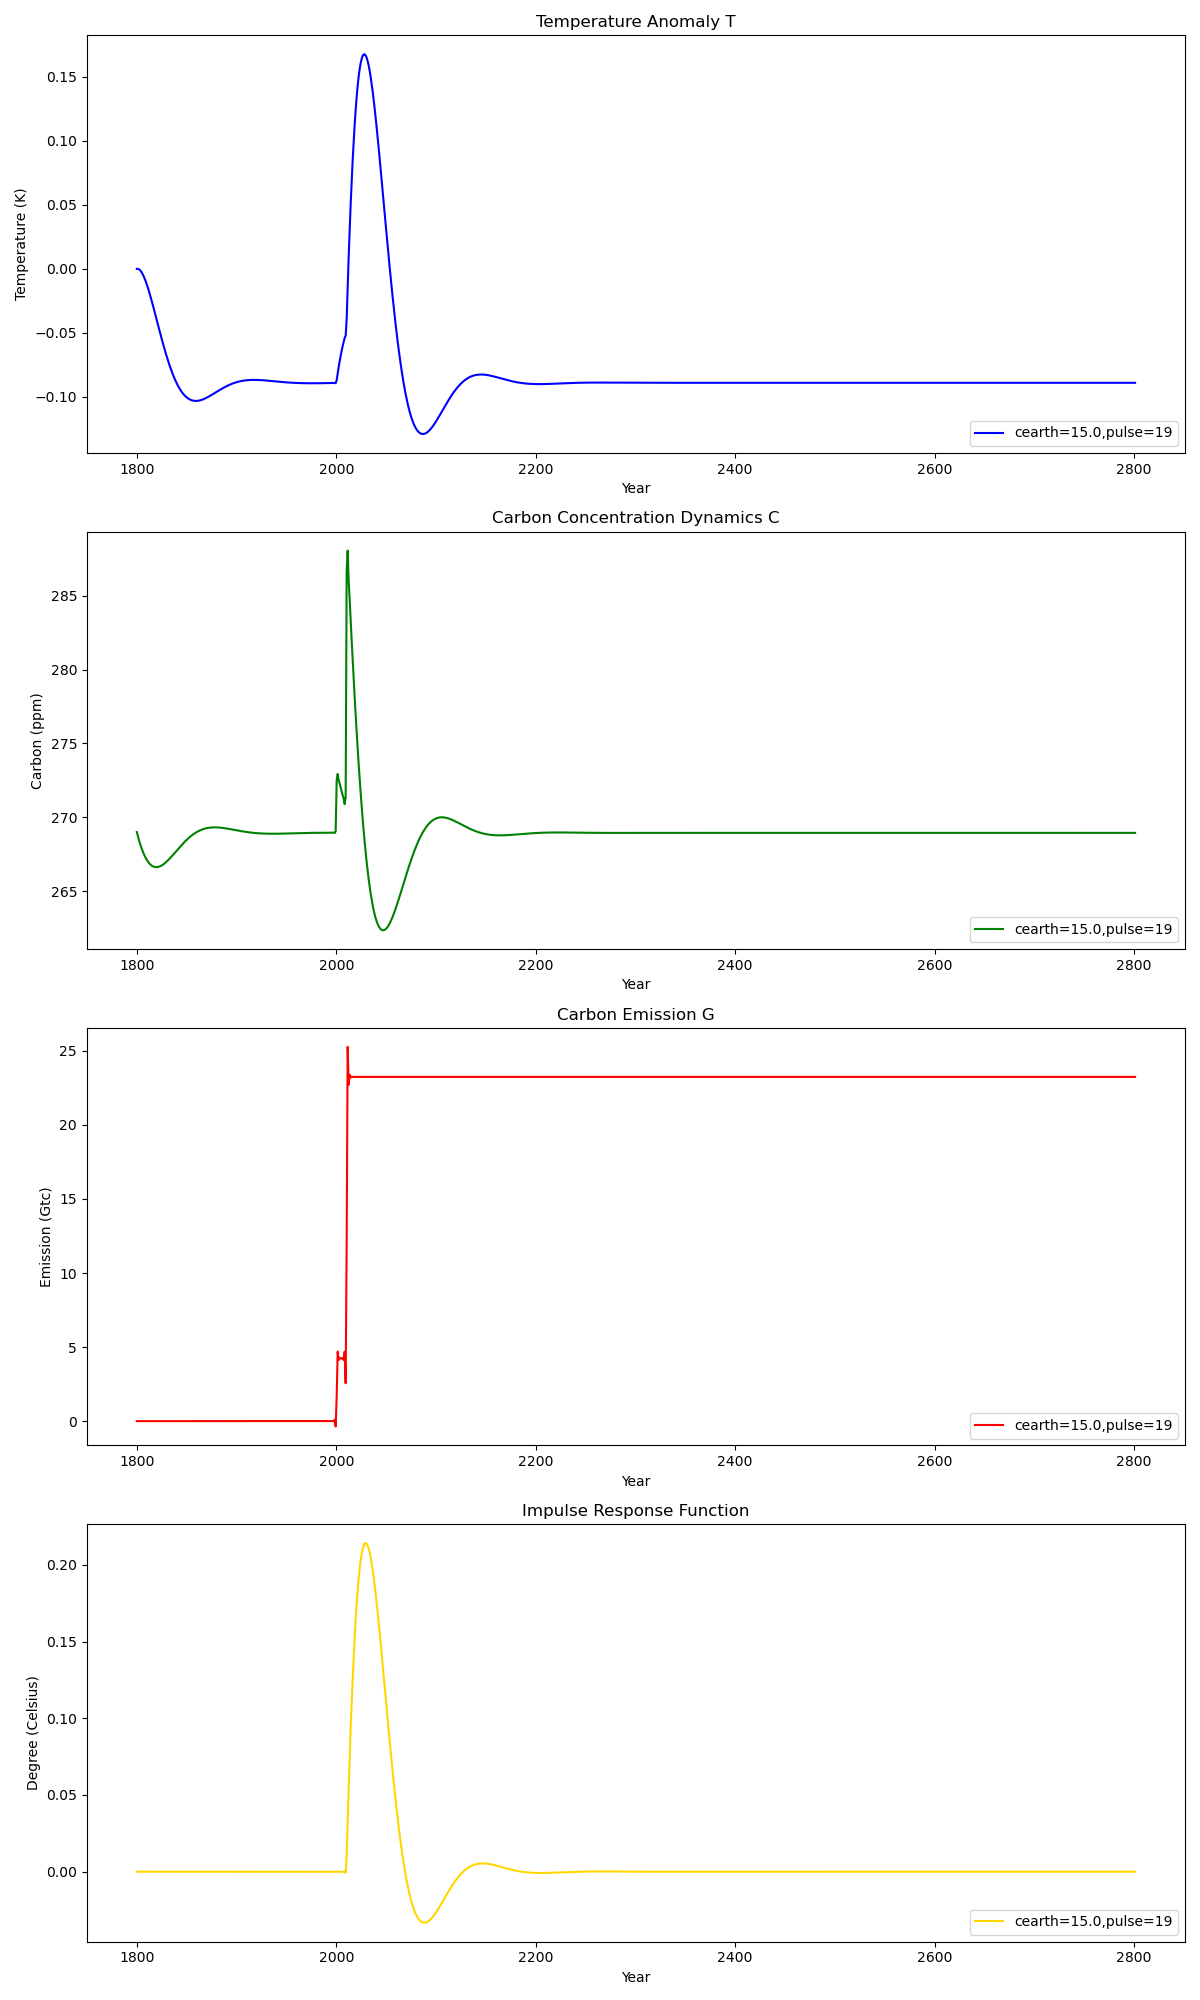 Temperature Anomaly T
Temperature (K)
0.15
0.10
0.05
0.00
−0.05
−0.10
cearth=15.0,pulse=19
1800 2000 2200 2400 2600 2800
Year
Carbon Concentration Dynamics C
Carbon (ppm)
285
280
275
270
265
cearth=15.0,pulse=19
1800 2000 2200 2400 2600 2800
Year
Carbon Emission G
Emission (Gtc)
25
20
15
10
5
0
cearth=15.0,pulse=19
1800 2000 2200 2400 2600 2800
Year
Impulse Response Function
Degree (Celsius)
0.20
0.15
0.10
0.05
0.00
cearth=15.0,pulse=19
1800 2000 2200 2400 2600 2800
Year